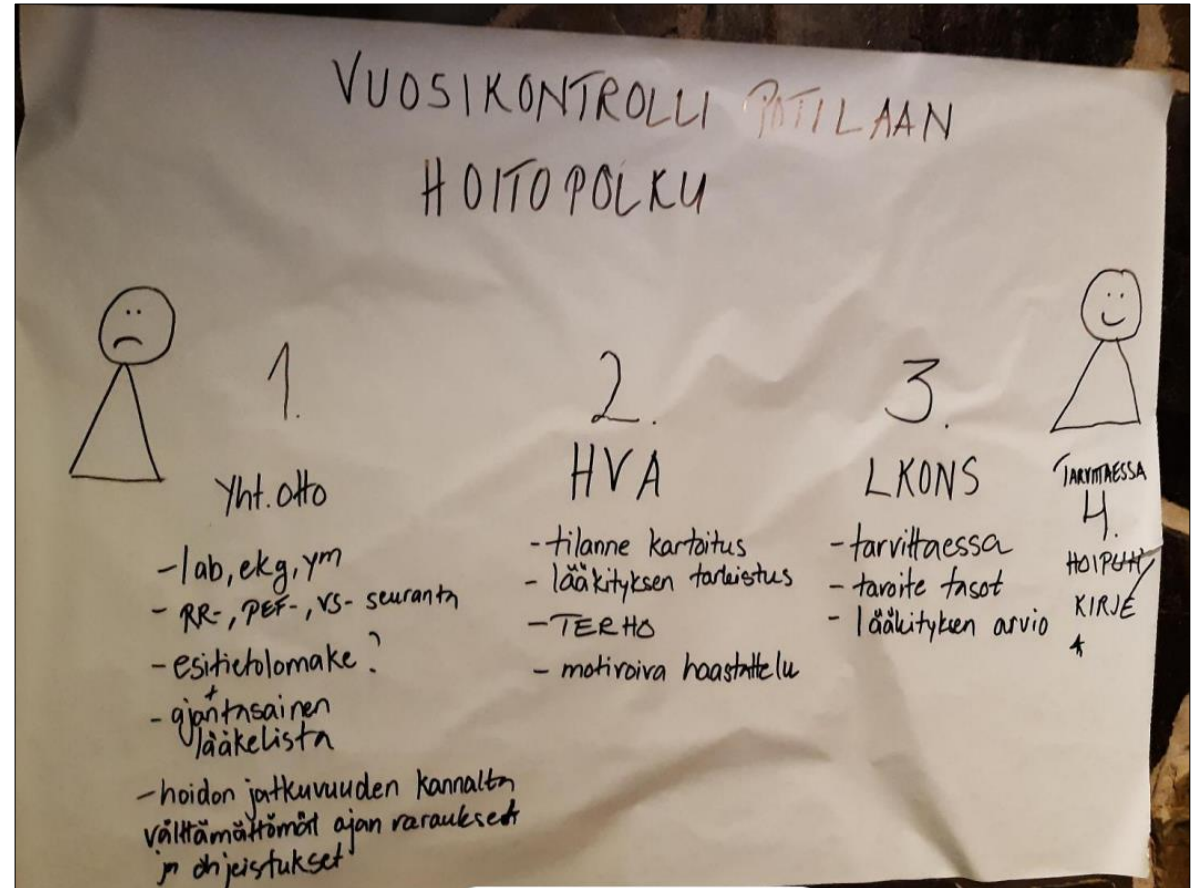 VUOSIKONTROLLI POTILAAN
HOITOPOLKU
1.
Yht.otto
-lab, ekg, ym
- RR-, PEF-, VS- seuranta
-esitietolomake?
+
- ajantasainen
lääkelista
-hoidon jatkuvuuden kannalta
välttämättömät ajan varaukset
ja ohjeistukset
2.
HVA
-tilanne kartoitus
- lääkityksen tarkistus
-TERHO
- motivoiva haastattelu
3.
LKONS
-tarvittaessa
- tavoite tasot
- lääkityksen arvio
TARVITTAESSA
4.
HOIPUH/
KIRJE
*